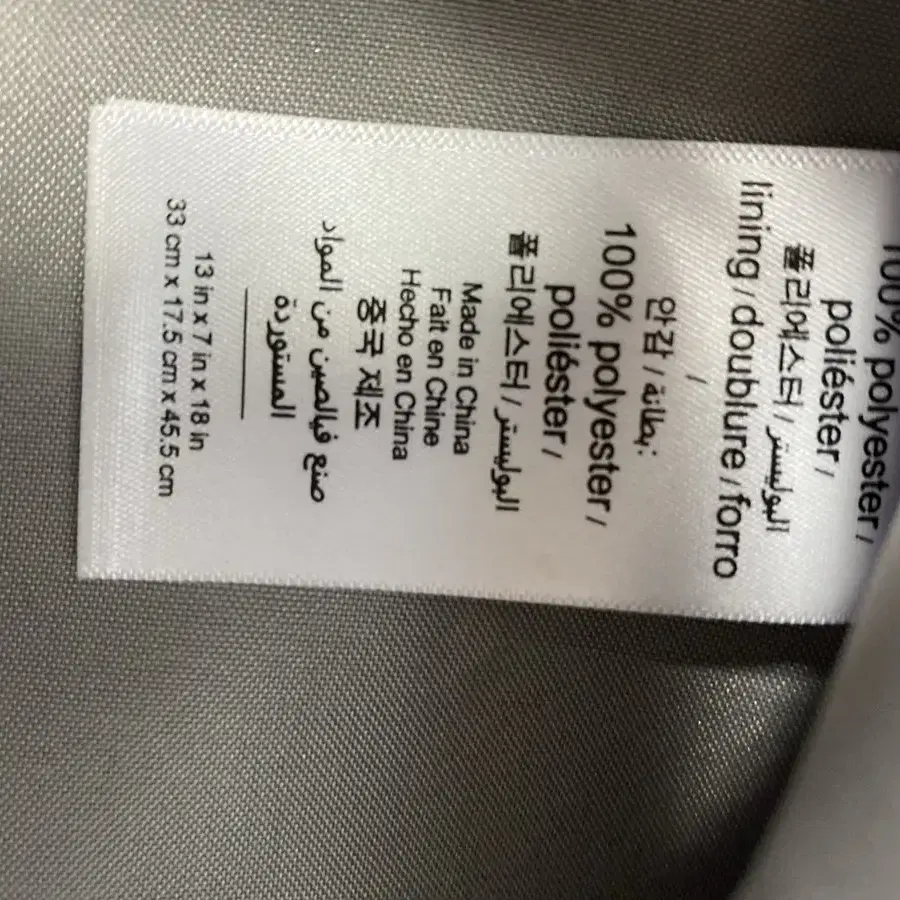 100% polyester /
poliéster /
폴리에스터 / البوليستر
lining / doublure / forro
/
안감 / بطانة:
100% polyester /
poliéster /
폴리에스터 / البوليستر
Made in China
Fait en Chine
Hecho en China
중국 제조
صنع فيالصين من المواد
المستوردة
13 in x 7 in x 18 in
33 cm x 17.5 cm x 45.5 cm